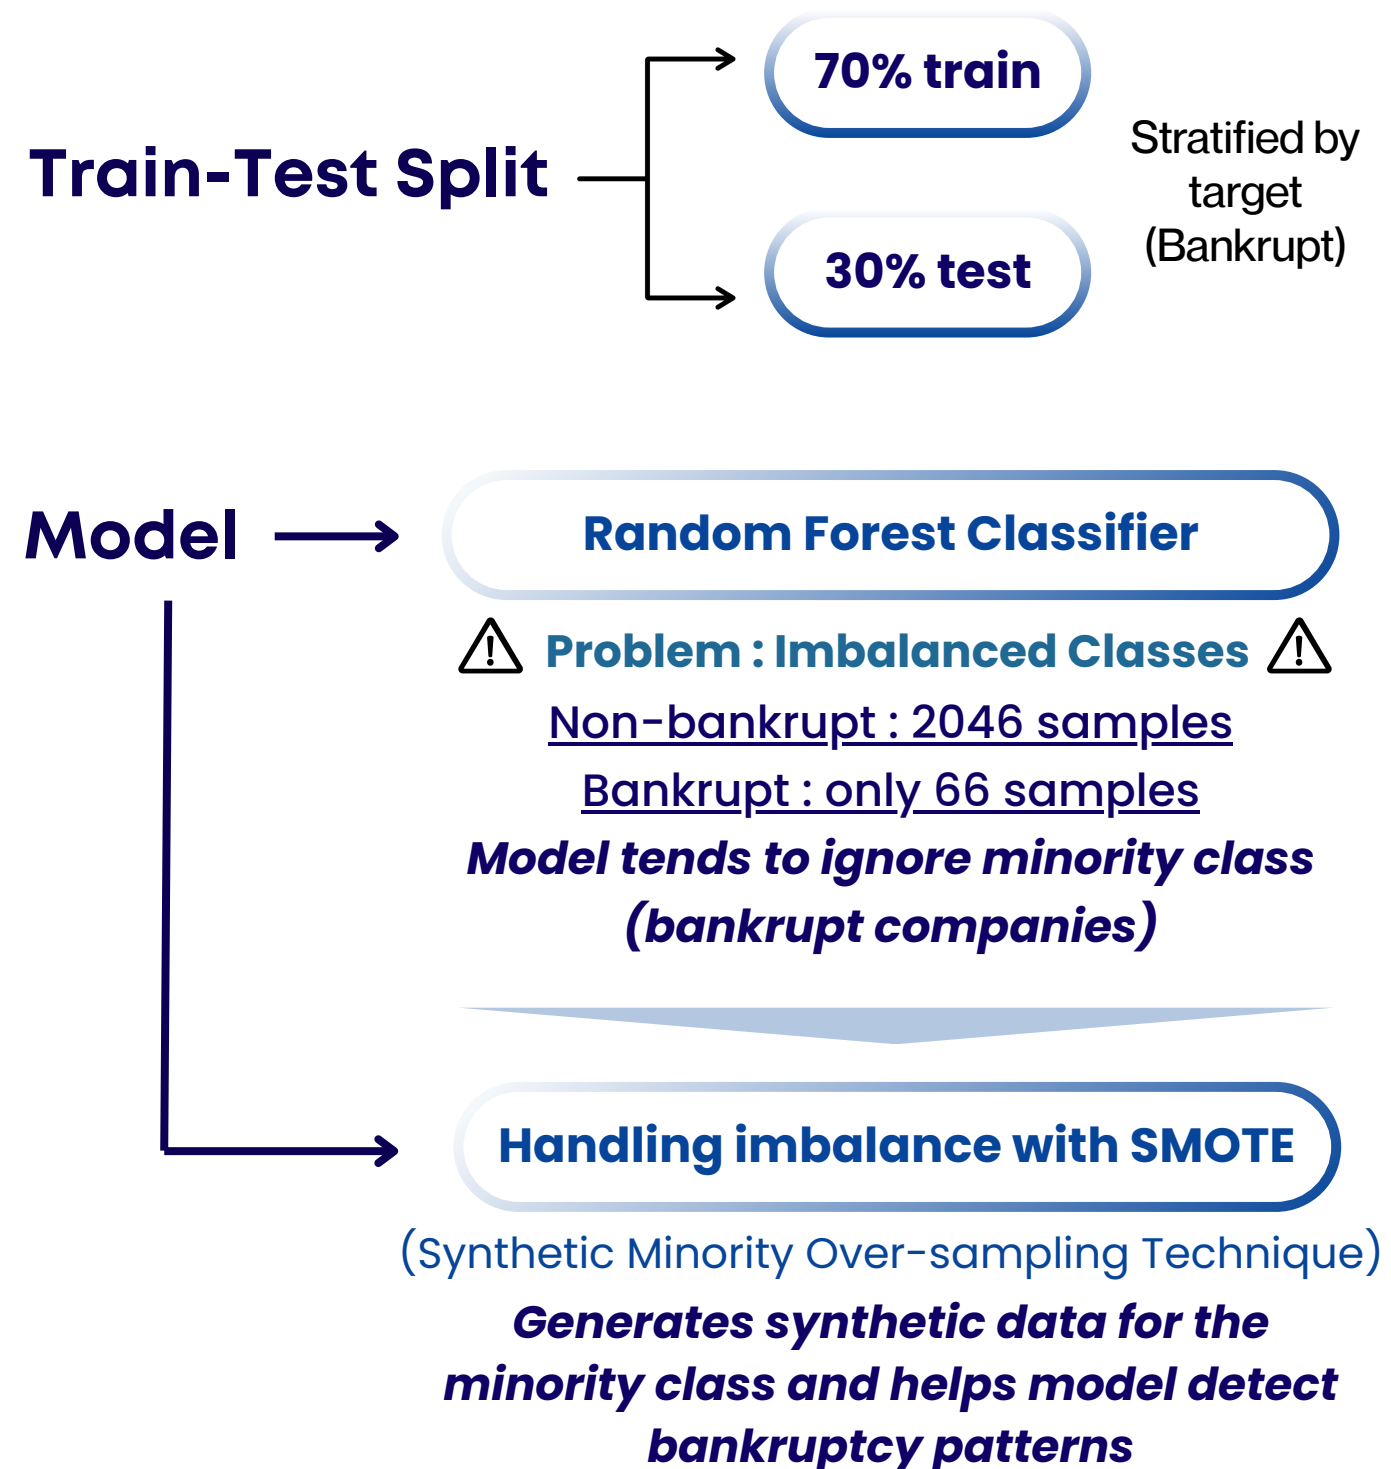 70% train
Train-Test Split
Stratified by
target
(Bankrupt)
30% test
Model
Random Forest Classifier
Problem : Imbalanced Classes
Non-bankrupt : 2046 samples
Bankrupt : only 66 samples
Model tends to ignore minority class
(bankrupt companies)
Handling imbalance with SMOTE
(Synthetic Minority Over-sampling Technique)
Generates synthetic data for the
minority class and helps model detect
bankruptcy patterns